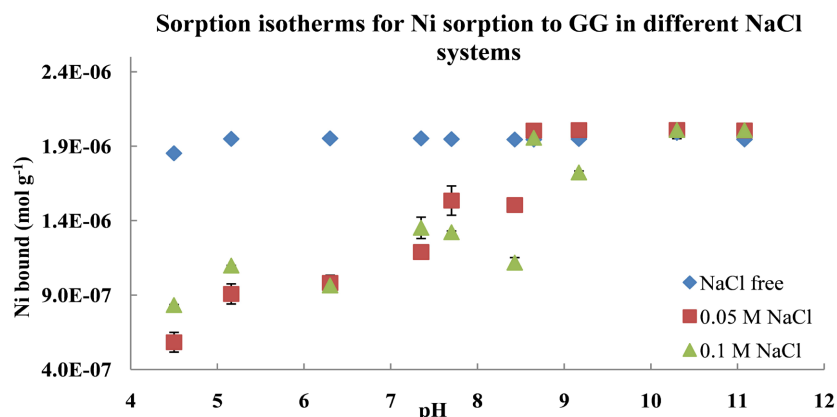 Sorption isotherms for Ni sorption to GG in different NaCl
systems
2.4E-06
1.9E-06
1.4E-06
9.0E-07
4.0E-07
Ni bound (mol g⁻¹)
NaCl free
0.05 M NaCl
0.1 M NaCl
4 5 6 7 8 9 10 11 12
pH